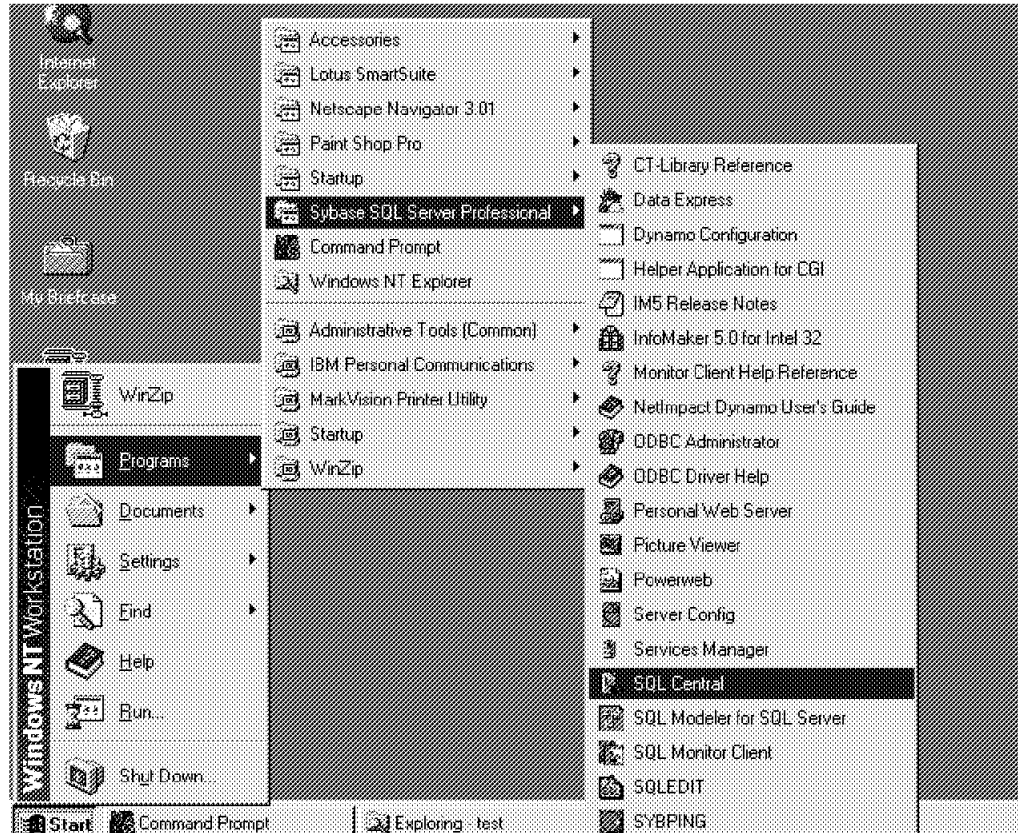 Internet
Explorer
Recycle Bin
My Briefcase
Windows NT Workstation
WinZip
Programs
Documents
Settings
Find
Help
Run...
Shut Down...
Accessories
Lotus SmartSuite
Netscape Navigator 3.01
Paint Shop Pro
Startup
Sybase SQL Server Professional
Command Prompt
Windows NT Explorer
Administrative Tools (Common)
IBM Personal Communications
MarkVision Printer Utility
Startup
WinZip
CT-Library Reference
Data Express
Dynamo Configuration
Helper Application for CGI
IM5 Release Notes
InfoMaker 5.0 for Intel 32
Monitor Client Help Reference
NetImpact Dynamo User's Guide
ODBC Administrator
ODBC Driver Help
Personal Web Server
Picture Viewer
Powerweb
Server Config
Services Manager
SQL Central
SQL Modeler for SQL Server
SQL Monitor Client
SQLEDIT
SYBPING
Start
Command Prompt
Exploring - test